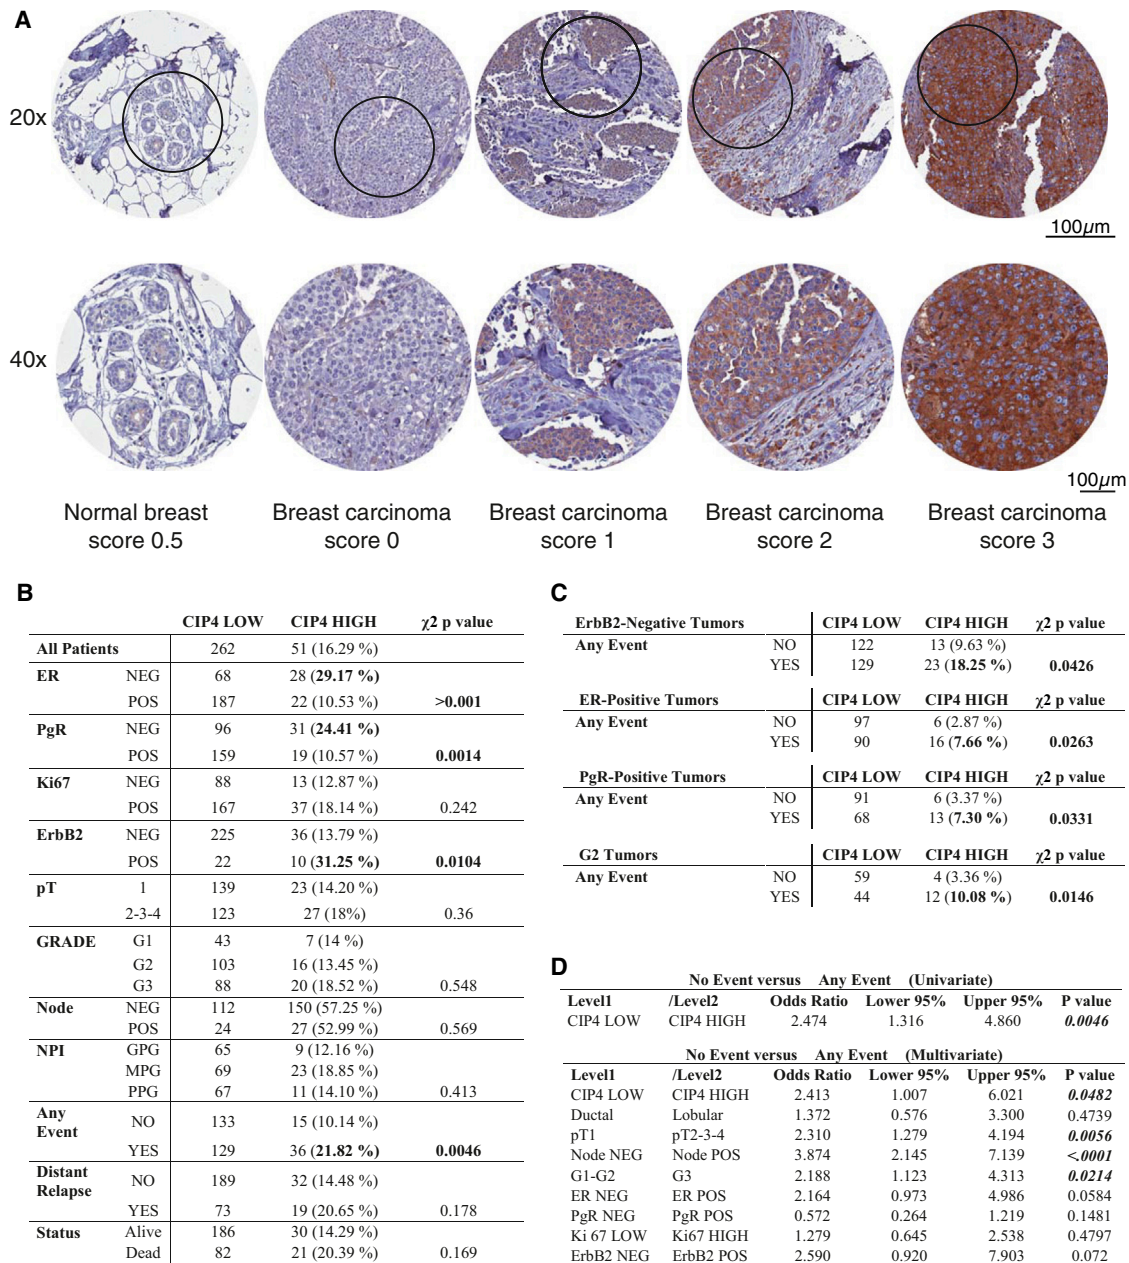 A
20x
100µm
40x
100µm
Normal breast score 0.5
Breast carcinoma score 0
Breast carcinoma score 1
Breast carcinoma score 2
Breast carcinoma score 3
B
CIP4 LOW CIP4 HIGH χ2 p value
All Patients 262 51 (16.29 %)
ER NEG 68 28 (29.17 %)
POS 187 22 (10.53 %) >0.001
PgR NEG 96 31 (24.41 %)
POS 159 19 (10.57 %) 0.0014
Ki67 NEG 88 13 (12.87 %)
POS 167 37 (18.14 %) 0.242
ErbB2 NEG 225 36 (13.79 %)
POS 22 10 (31.25 %) 0.0104
pT 1 139 23 (14.20 %)
2-3-4 123 27 (18%) 0.36
GRADE G1 43 7 (14 %)
G2 103 16 (13.45 %)
G3 88 20 (18.52 %) 0.548
Node NEG 112 150 (57.25 %)
POS 24 27 (52.99 %) 0.569
NPI GPG 65 9 (12.16 %)
MPG 69 23 (18.85 %)
PPG 67 11 (14.10 %) 0.413
Any Event NO 133 15 (10.14 %)
YES 129 36 (21.82 %) 0.0046
Distant Relapse NO 189 32 (14.48 %)
YES 73 19 (20.65 %) 0.178
Status Alive 186 30 (14.29 %)
Dead 82 21 (20.39 %) 0.169
C
ErbB2-Negative Tumors CIP4 LOW CIP4 HIGH χ2 p value
Any Event NO 122 13 (9.63 %)
YES 129 23 (18.25 %) 0.0426
ER-Positive Tumors CIP4 LOW CIP4 HIGH χ2 p value
Any Event NO 97 6 (2.87 %)
YES 90 16 (7.66 %) 0.0263
PgR-Positive Tumors CIP4 LOW CIP4 HIGH χ2 p value
Any Event NO 91 6 (3.37 %)
YES 68 13 (7.30 %) 0.0331
G2 Tumors CIP4 LOW CIP4 HIGH χ2 p value
Any Event NO 59 4 (3.36 %)
YES 44 12 (10.08 %) 0.0146
D
No Event versus Any Event (Univariate)
Level1 /Level2 Odds Ratio Lower 95% Upper 95% P value
CIP4 LOW CIP4 HIGH 2.474 1.316 4.860 0.0046
No Event versus Any Event (Multivariate)
Level1 /Level2 Odds Ratio Lower 95% Upper 95% P value
CIP4 LOW CIP4 HIGH 2.413 1.007 6.021 0.0482
Ductal Lobular 1.372 0.576 3.300 0.4739
pT1 pT2-3-4 2.310 1.279 4.194 0.0056
Node NEG Node POS 3.874 2.145 7.139 <.0001
G1-G2 G3 2.188 1.123 4.313 0.0214
ER NEG ER POS 2.164 0.973 4.986 0.0584
PgR NEG PgR POS 0.572 0.264 1.219 0.1481
Ki 67 LOW Ki67 HIGH 1.279 0.645 2.538 0.4797
ErbB2 NEG ErbB2 POS 2.590 0.920 7.903 0.072